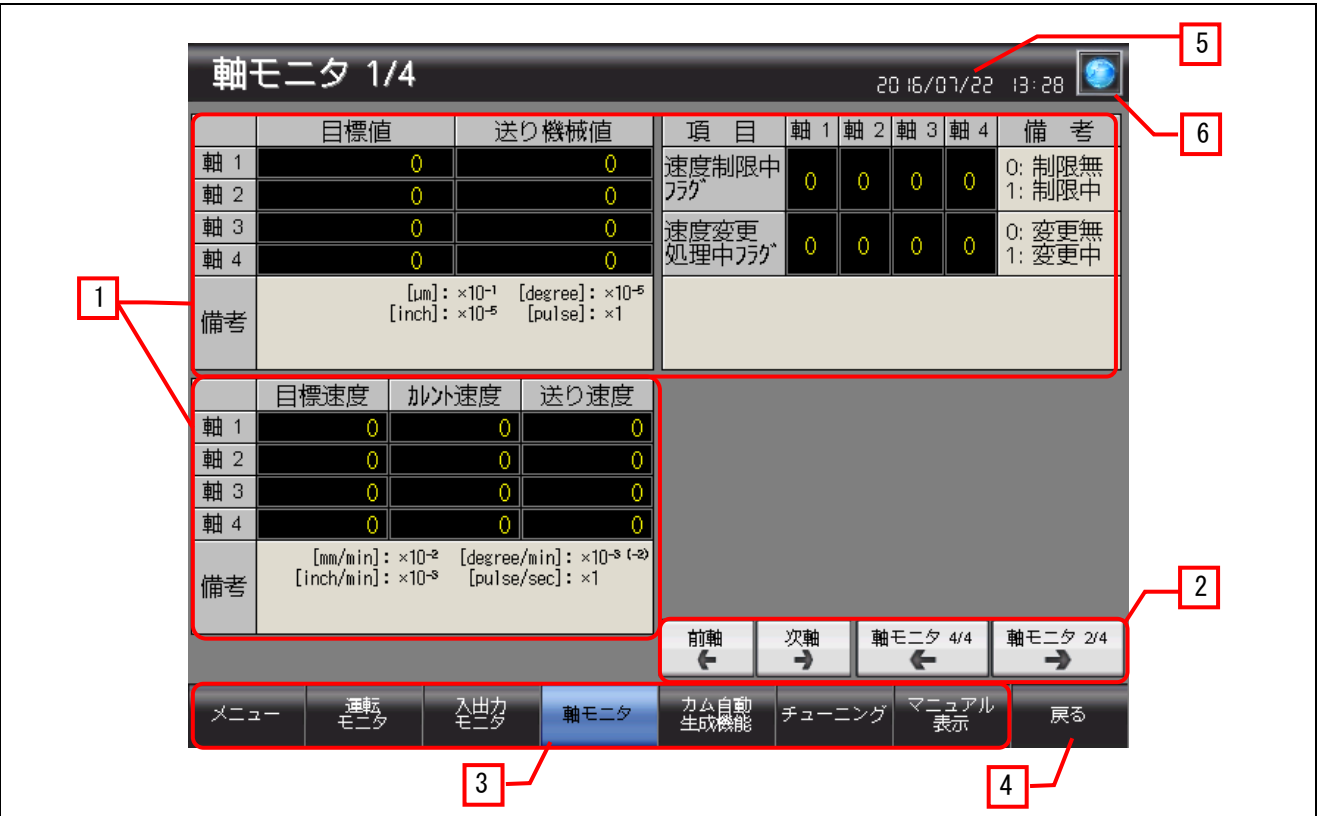 軸モニタ 1/4
2016/07/22 13:28
5
6
目標値 送り機械値
軸 1 0 0
軸 2 0 0
軸 3 0 0
軸 4 0 0
備考 [μm]: ×10⁻¹ [degree]: ×10⁻⁵
[inch]: ×10⁻⁵ [pulse]: ×1
項 目 軸 1 軸 2 軸 3 軸 4 備 考
速度制限中
ﾌﾗｸﾞ 0 0 0 0 0: 制限無
1: 制限中
速度変更
処理中ﾌﾗｸﾞ 0 0 0 0 0: 変更無
1: 変更中
1
目標速度 ｶﾚﾝﾄ速度 送り速度
軸 1 0 0 0
軸 2 0 0 0
軸 3 0 0 0
軸 4 0 0 0
備考 [mm/min]: ×10⁻² [degree/min]: ×10⁻³ ⁽⁻²⁾
[inch/min]: ×10⁻³ [pulse/sec]: ×1
2
前軸 次軸 軸モニタ 4/4 軸モニタ 2/4
メニュー 運転
モニタ 入出力
モニタ 軸モニタ カム自動
生成機能 チューニング マニュアル
表示 戻る
3
4